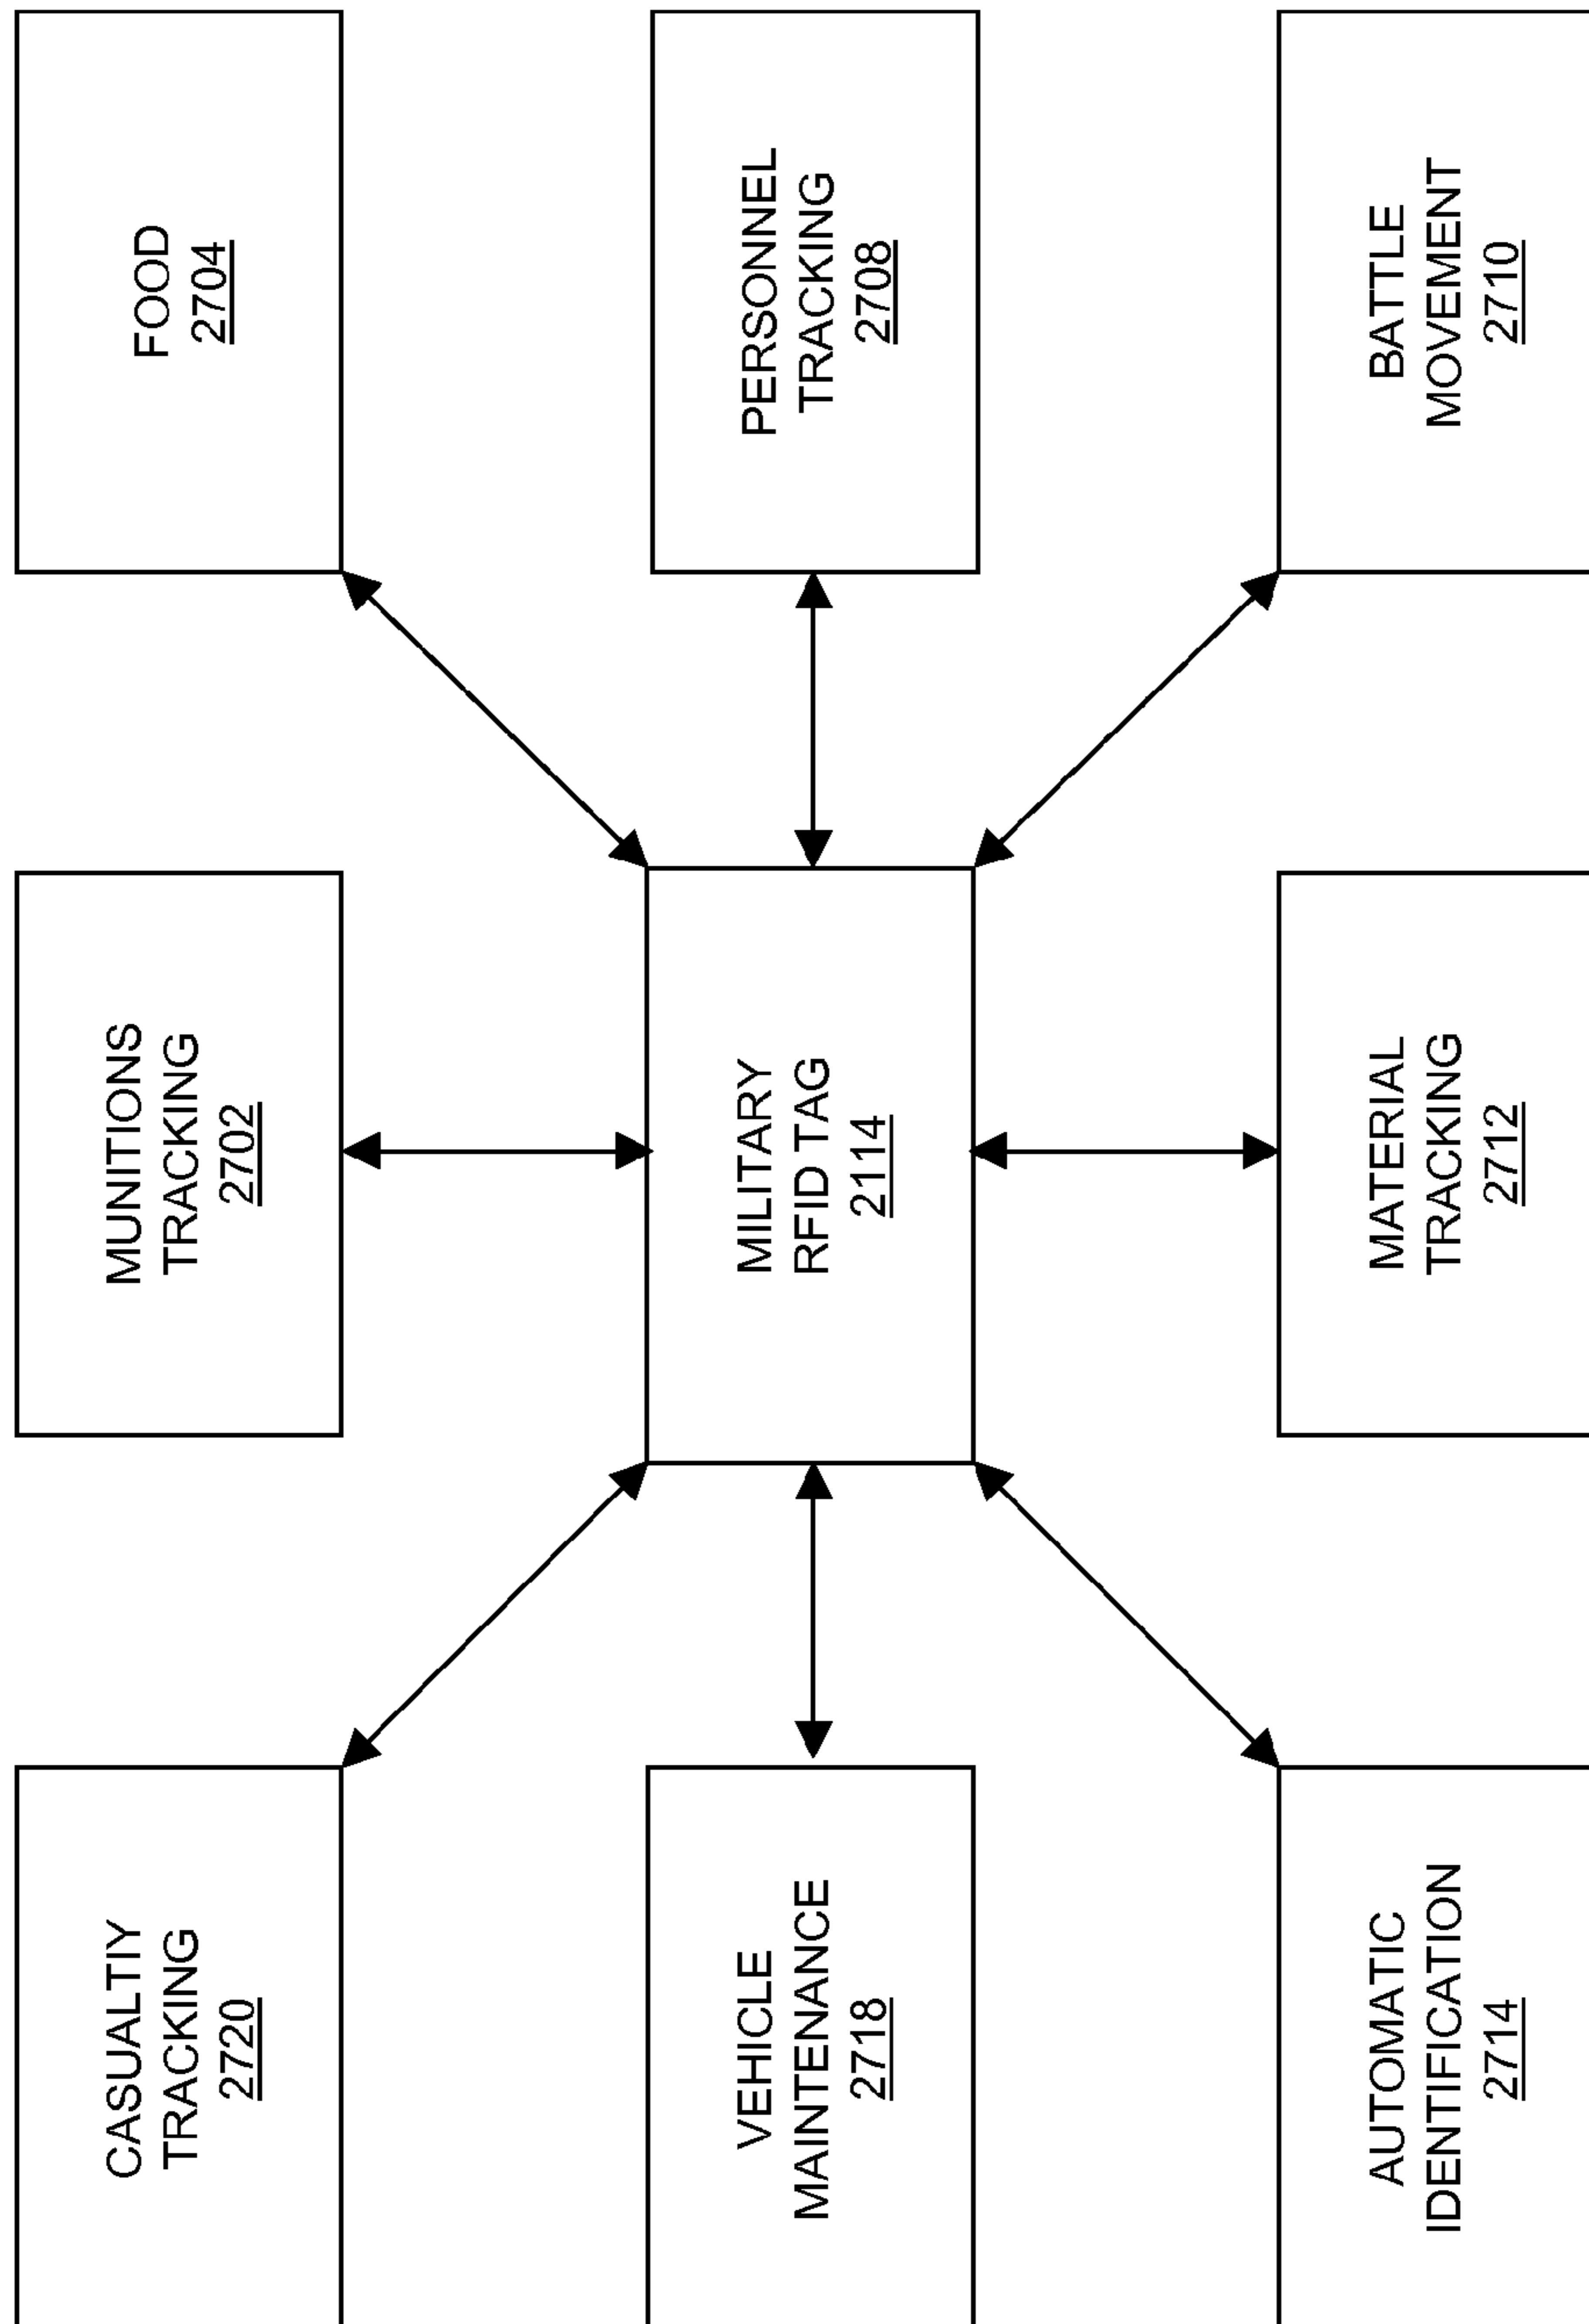 CASUALTIY
TRACKING
2720
MUNITIONS
TRACKING
2702
FOOD
2704
VEHICLE
MAINTENANCE
2718
MILITARY
RFID TAG
2114
PERSONNEL
TRACKING
2708
AUTOMATIC
IDENTIFICATION
2714
MATERIAL
TRACKING
2712
BATTLE
MOVEMENT
2710